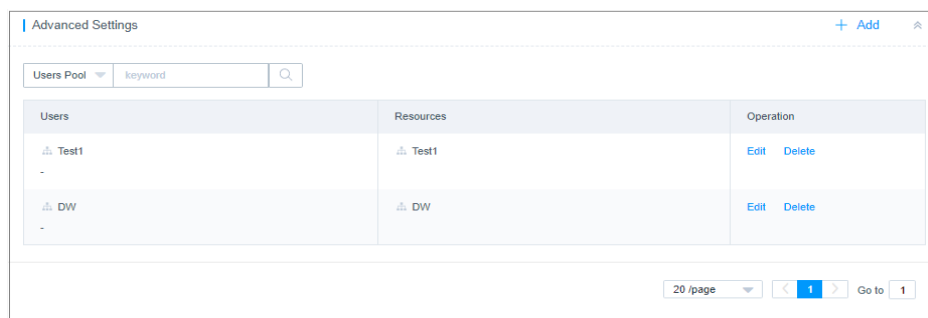 Advanced Settings + Add
Users Pool keyword
Users Resources Operation
Test1 Test1 Edit Delete
-
DW DW Edit Delete
-
20 /page < 1 > Go to 1